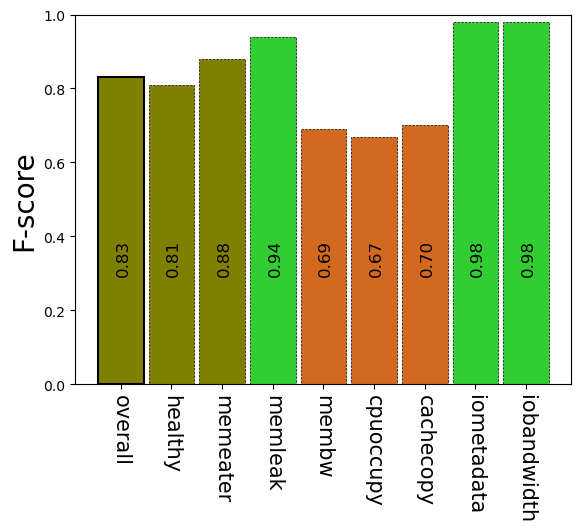 F-score
1.0
0.8
0.6
0.4
0.2
0.0
0.83
0.81
0.88
0.94
0.69
0.67
0.70
0.98
0.98
overall
healthy
memeater
memleak
membw
cpuoccupy
cachecopy
iometadata
iobandwidth